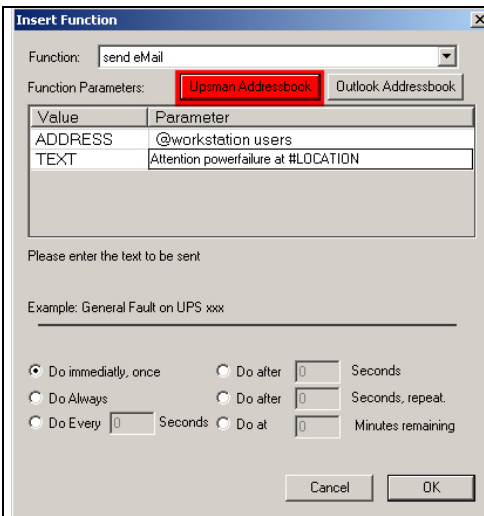 Insert Function
Function: send eMail
Function Parameters: Upsman Addressbook Outlook Addressbook
Value Parameter
ADDRESS @workstation users
TEXT Attention powerfailure at #LOCATION
Please enter the text to be sent
Example: General Fault on UPS xxx
Do immediatly, once Do after 0 Seconds
Do Always Do after 0 Seconds, repeat.
Do Every 0 Seconds Do at 0 Minutes remaining
Cancel OK